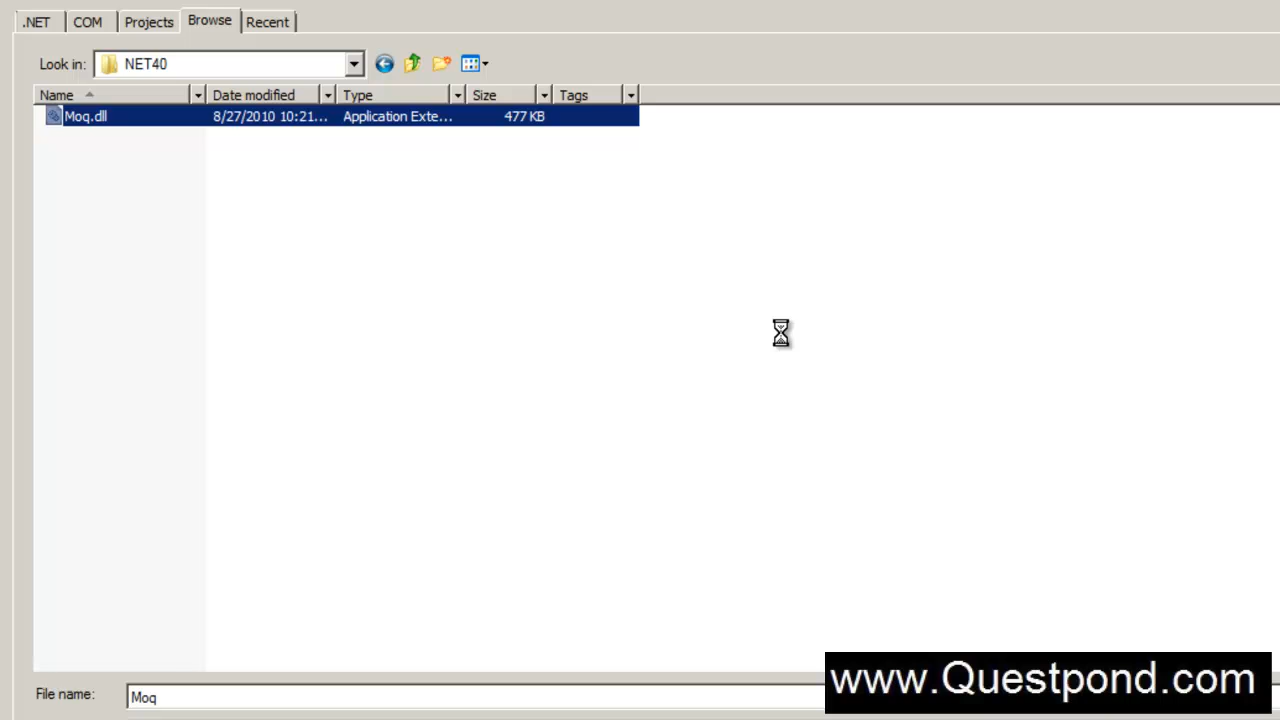 .NET COM Projects Browse Recent
Look in: NET40
Name Date modified Type Size Tags
Moq.dll 8/27/2010 10:21... Application Exte... 477 KB
File name: Moq
www.Questpond.com